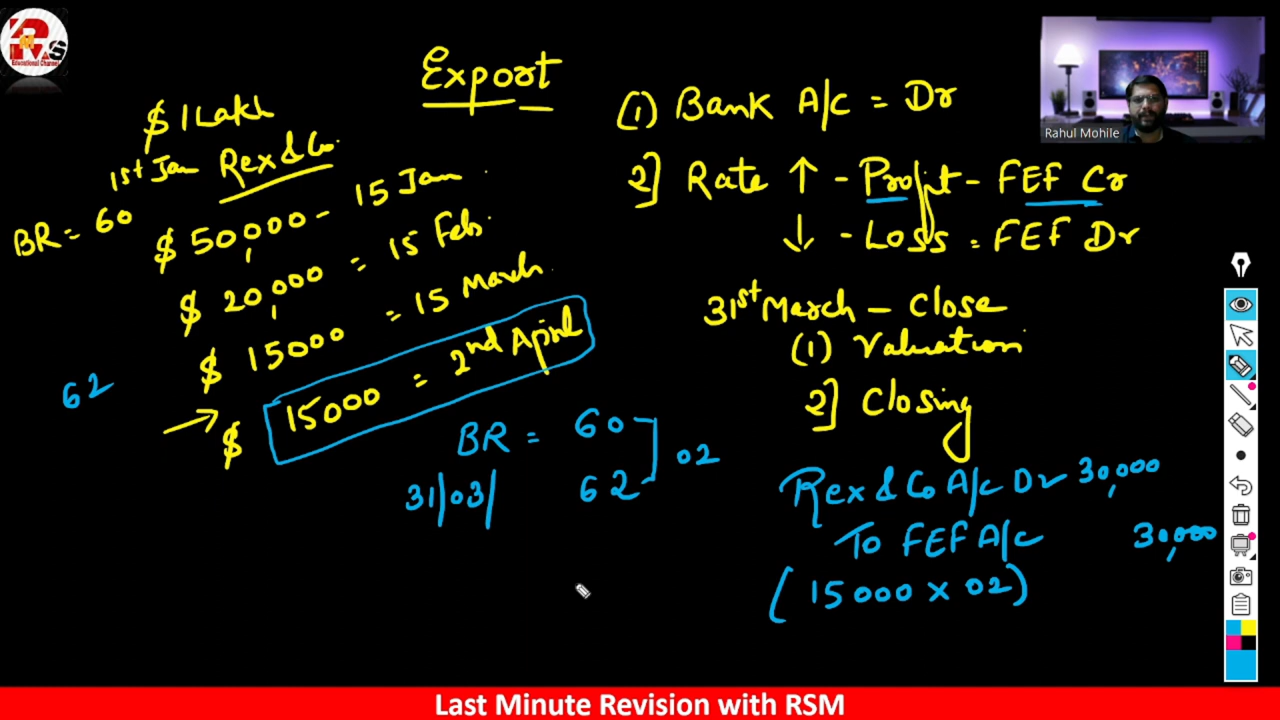 RMS
Educational Channel
Export
$ 1 Lakh
1st Jan Rex & Co.
BR = 60
$ 50,000 - 15 Jan
$ 20,000 = 15 Feb
$ 15000 = 15 March
→ $ 15000 = 2nd April
62
BR = 60
31/03/ 62
02
(1) Bank A/c = Dr
2] Rate ↑ - Profit - FEF Cr
↓ - Loss = FEF Dr
31st March - Close
(1) Valuation
2] Closing
Rex & Co A/c Dr 30,000
To FEF A/c 30,000
(15000 x 02)
Rahul Mohile
Last Minute Revision with RSM